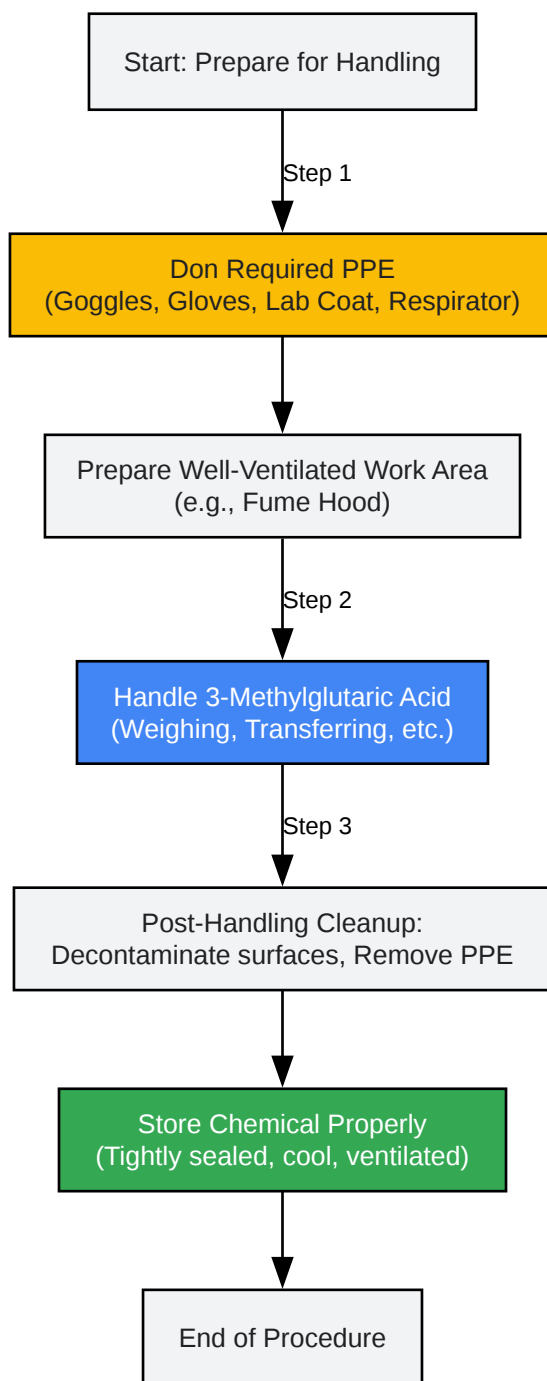 Start: Prepare for Handling
Step 1
Don Required PPE
(Goggles, Gloves, Lab Coat, Respirator)
Prepare Well-Ventilated Work Area
(e.g., Fume Hood)
Step 2
Handle 3-Methylglutaric Acid
(Weighing, Transferring, etc.)
Step 3
Post-Handling Cleanup:
Decontaminate surfaces, Remove PPE
Store Chemical Properly
(Tightly sealed, cool, ventilated)
End of Procedure